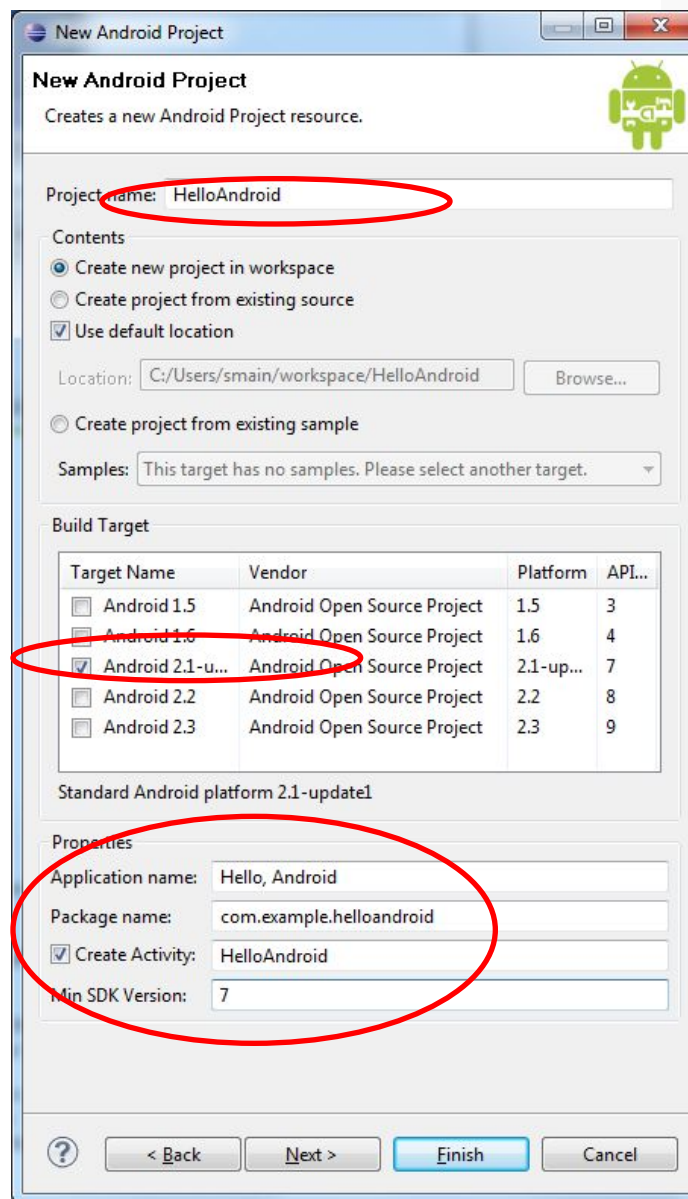 New Android Project
New Android Project
Creates a new Android Project resource.
Project name: HelloAndroid
Contents
Create new project in workspace
Create project from existing source
Use default location
Location: C:/Users/smain/workspace/HelloAndroid Browse...
Create project from existing sample
Samples: This target has no samples. Please select another target.
Build Target
Target Name Vendor Platform API...
Android 1.5 Android Open Source Project 1.5 3
Android 1.6 Android Open Source Project 1.6 4
Android 2.1-u... Android Open Source Project 2.1-up... 7
Android 2.2 Android Open Source Project 2.2 8
Android 2.3 Android Open Source Project 2.3 9
Standard Android platform 2.1-update1
Properties
Application name: Hello, Android
Package name: com.example.helloandroid
Create Activity: HelloAndroid
Min SDK Version: 7
? < Back Next > Finish Cancel